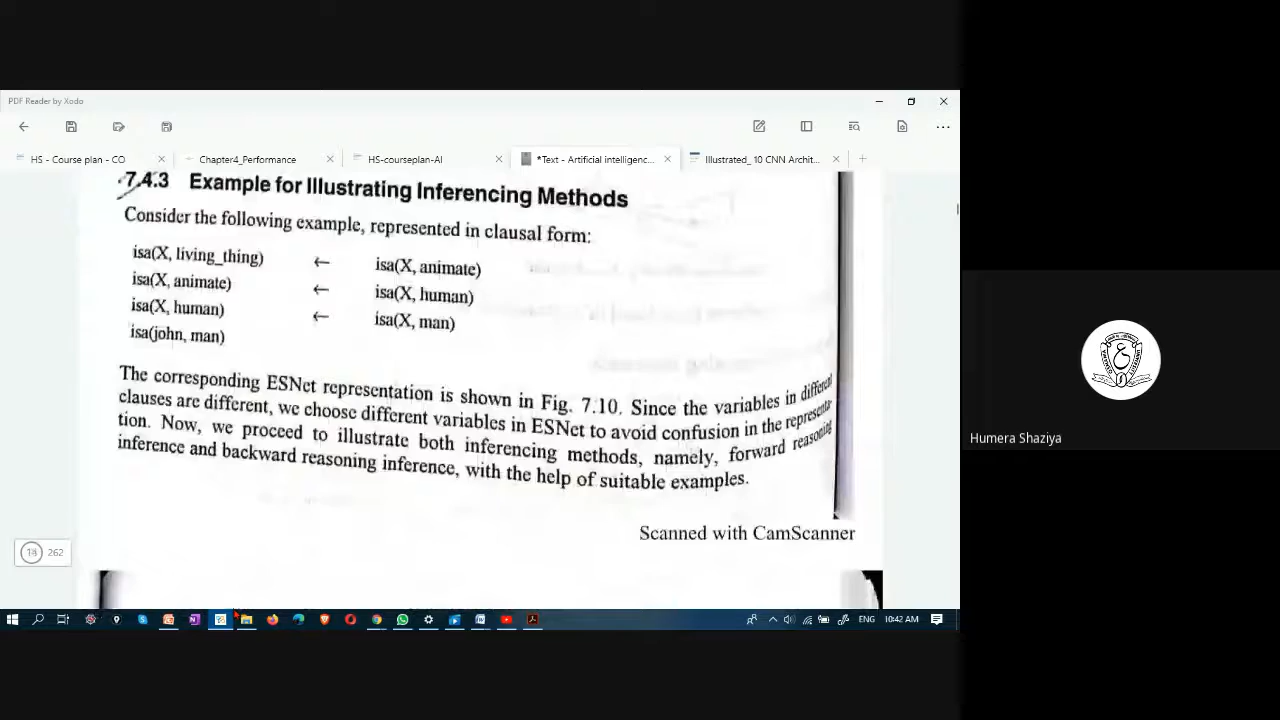 PDF Reader by Xodo
HS - Course plan - CO
Chapter4_Performance
HS-courseplan-AI
*Text - Artificial intelligenc...
Illustrated_ 10 CNN Archit...
7.4.3 Example for Illustrating Inferencing Methods
Consider the following example, represented in clausal form:
isa(X, living_thing) ← isa(X, animate)
isa(X, animate) ← isa(X, human)
isa(X, human) ← isa(X, man)
isa(john, man)
The corresponding ESNet representation is shown in Fig. 7.10. Since the variables in different
clauses are different, we choose different variables in ESNet to avoid confusion in the representa-
tion. Now, we proceed to illustrate both inferencing methods, namely, forward reasoning
inference and backward reasoning inference, with the help of suitable examples.
Scanned with CamScanner
18 262
ENG 10:42 AM
Humera Shaziya